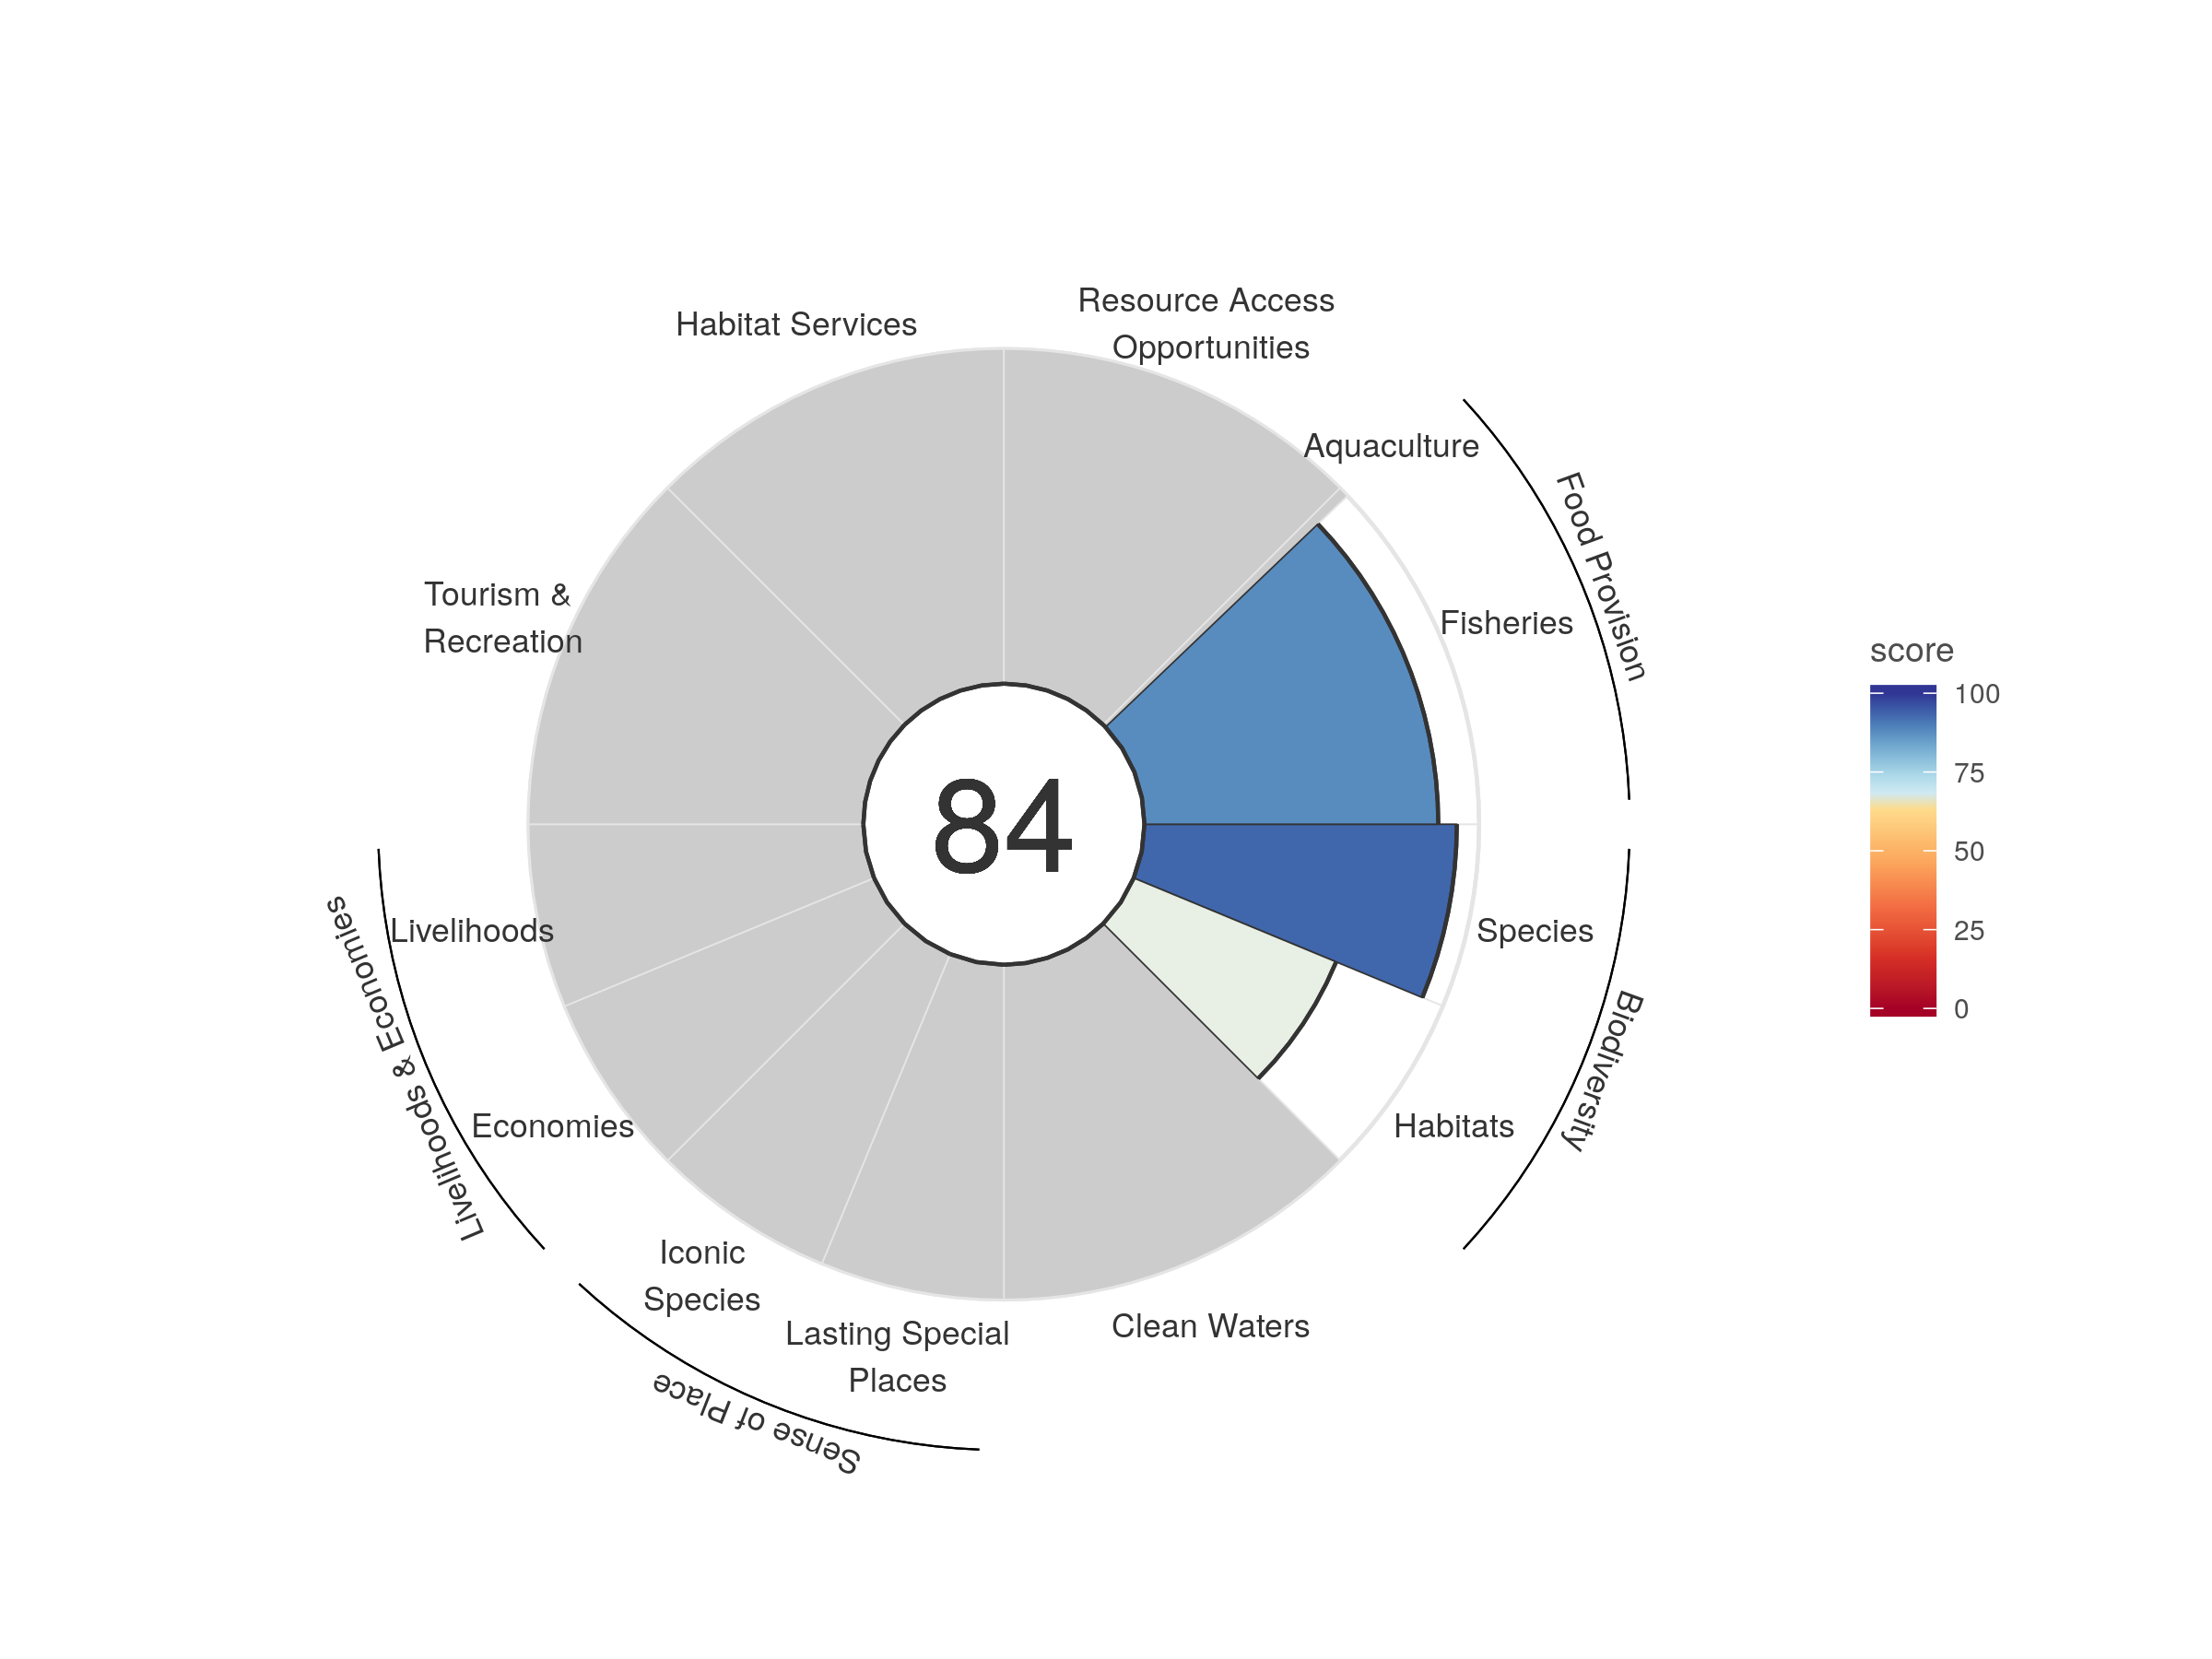 Resource Access
Opportunities
Habitat Services
Aquaculture
Food Provision
Fisheries
Tourism &
Recreation
score
100
75
50
25
0
84
Livelihoods
Species
Livelihoods & Economies
Biodiversity
Economies
Habitats
Iconic
Species
Lasting Special
Places
Clean Waters
Sense of Place